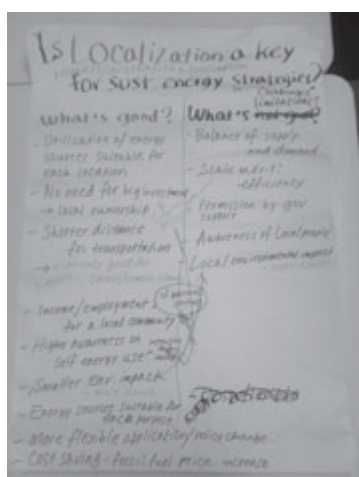 Is Localization a key
for sust. energy strategies?
What's good?
- Utilization of energy
sources suitable for
each location
- No need for big investment
→ local ownership
- Shorter distance
for transportation
- Income/employment
for a local community
- Higher awareness on
self energy use
- Smaller env. impact
- Energy sources suitable for
each purpose
- More flexible application/policy change
- Cost saving - fossil fuel price increase
Challenges
limitations?
What's not good?
- Balance of supply
and demand
- Scale merit:
efficiency
- Permission by gov
support
- Awareness of Local people
- Local environmental impact